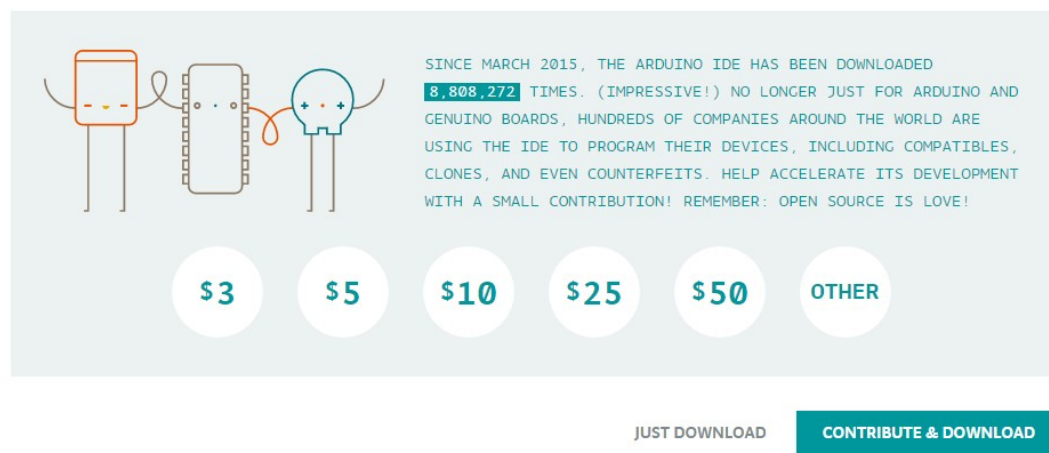 SINCE MARCH 2015, THE ARDUINO IDE HAS BEEN DOWNLOADED
8,808,272 TIMES. (IMPRESSIVE!) NO LONGER JUST FOR ARDUINO AND
GENUINO BOARDS, HUNDREDS OF COMPANIES AROUND THE WORLD ARE
USING THE IDE TO PROGRAM THEIR DEVICES, INCLUDING COMPATIBLES,
CLONES, AND EVEN COUNTERFEITS. HELP ACCELERATE ITS DEVELOPMENT
WITH A SMALL CONTRIBUTION! REMEMBER: OPEN SOURCE IS LOVE!
$3 $5 $10 $25 $50 OTHER
JUST DOWNLOAD CONTRIBUTE & DOWNLOAD